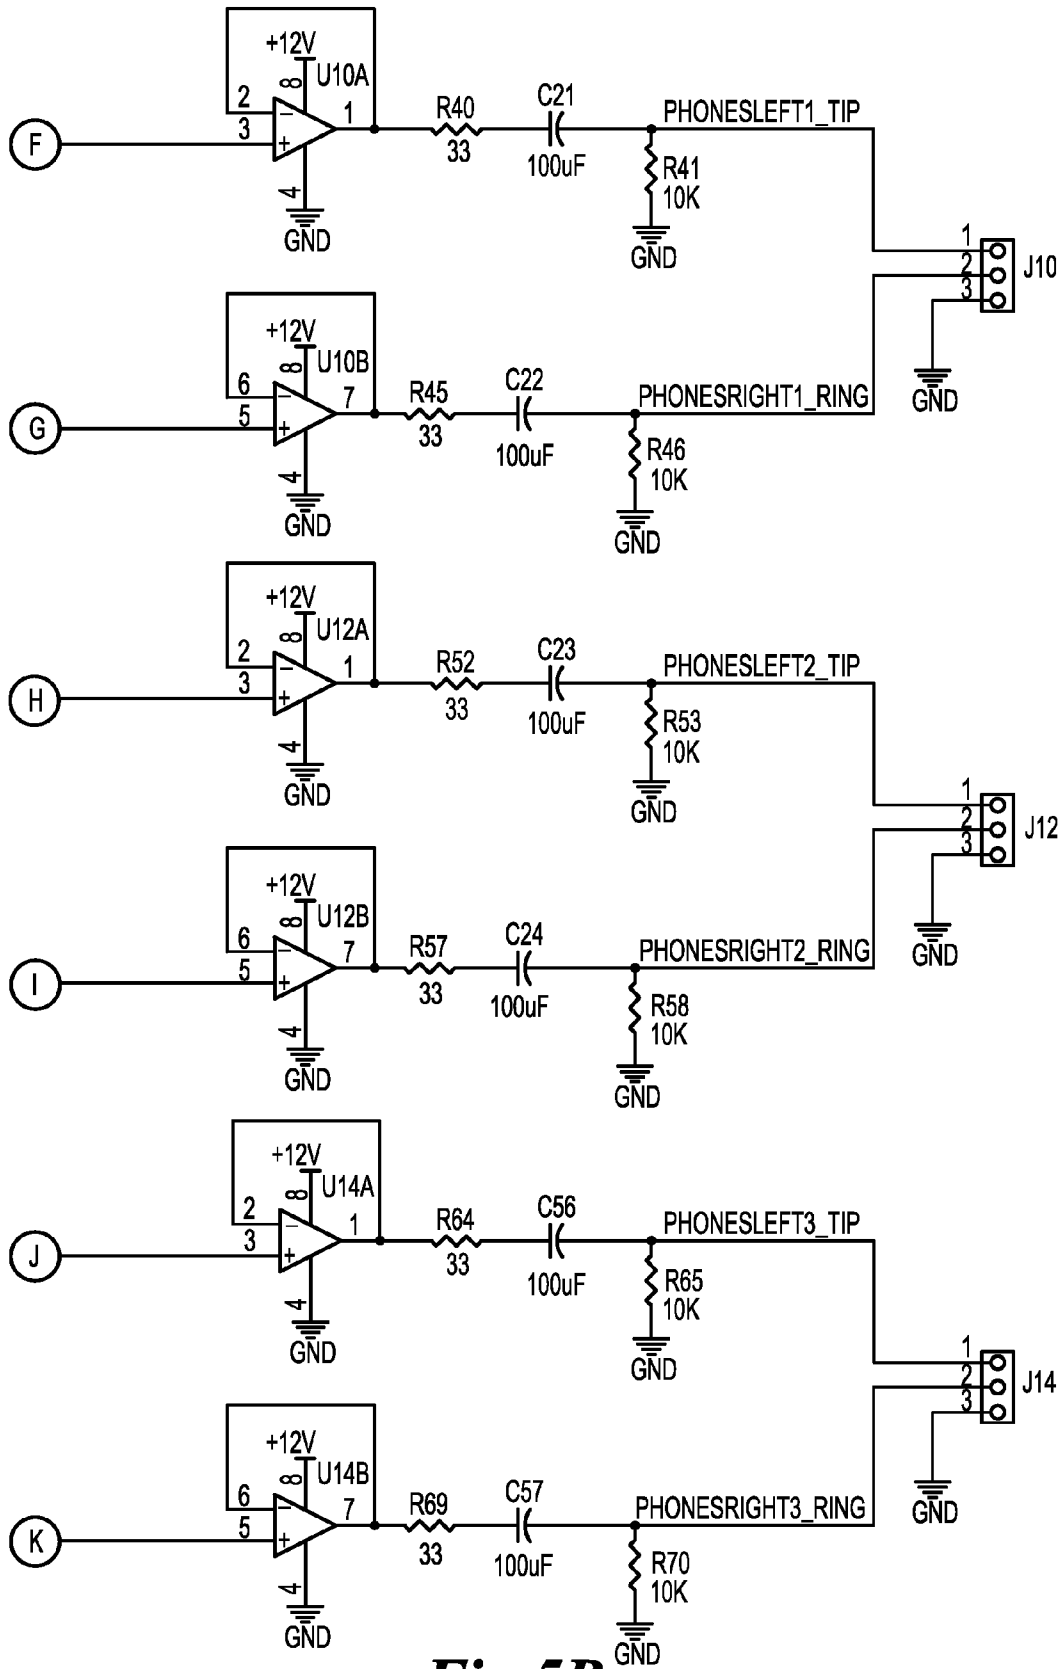 +12V
U10A
8
2
3
1
4
F
GND
R40
33
C21
100uF
PHONESLEFT1_TIP
R41
10K
GND
1
2
3
J10
GND
+12V
U10B
8
6
5
7
4
G
GND
R45
33
C22
100uF
PHONESRIGHT1_RING
R46
10K
GND
+12V
U12A
8
2
3
1
4
H
GND
R52
33
C23
100uF
PHONESLEFT2_TIP
R53
10K
GND
1
2
3
J12
GND
+12V
U12B
8
6
5
7
4
I
GND
R57
33
C24
100uF
PHONESRIGHT2_RING
R58
10K
GND
+12V
U14A
8
2
3
1
4
J
GND
R64
33
C56
100uF
PHONESLEFT3_TIP
R65
10K
GND
1
2
3
J14
GND
+12V
U14B
8
6
5
7
4
K
GND
R69
33
C57
100uF
PHONESRIGHT3_RING
R70
10K
GND